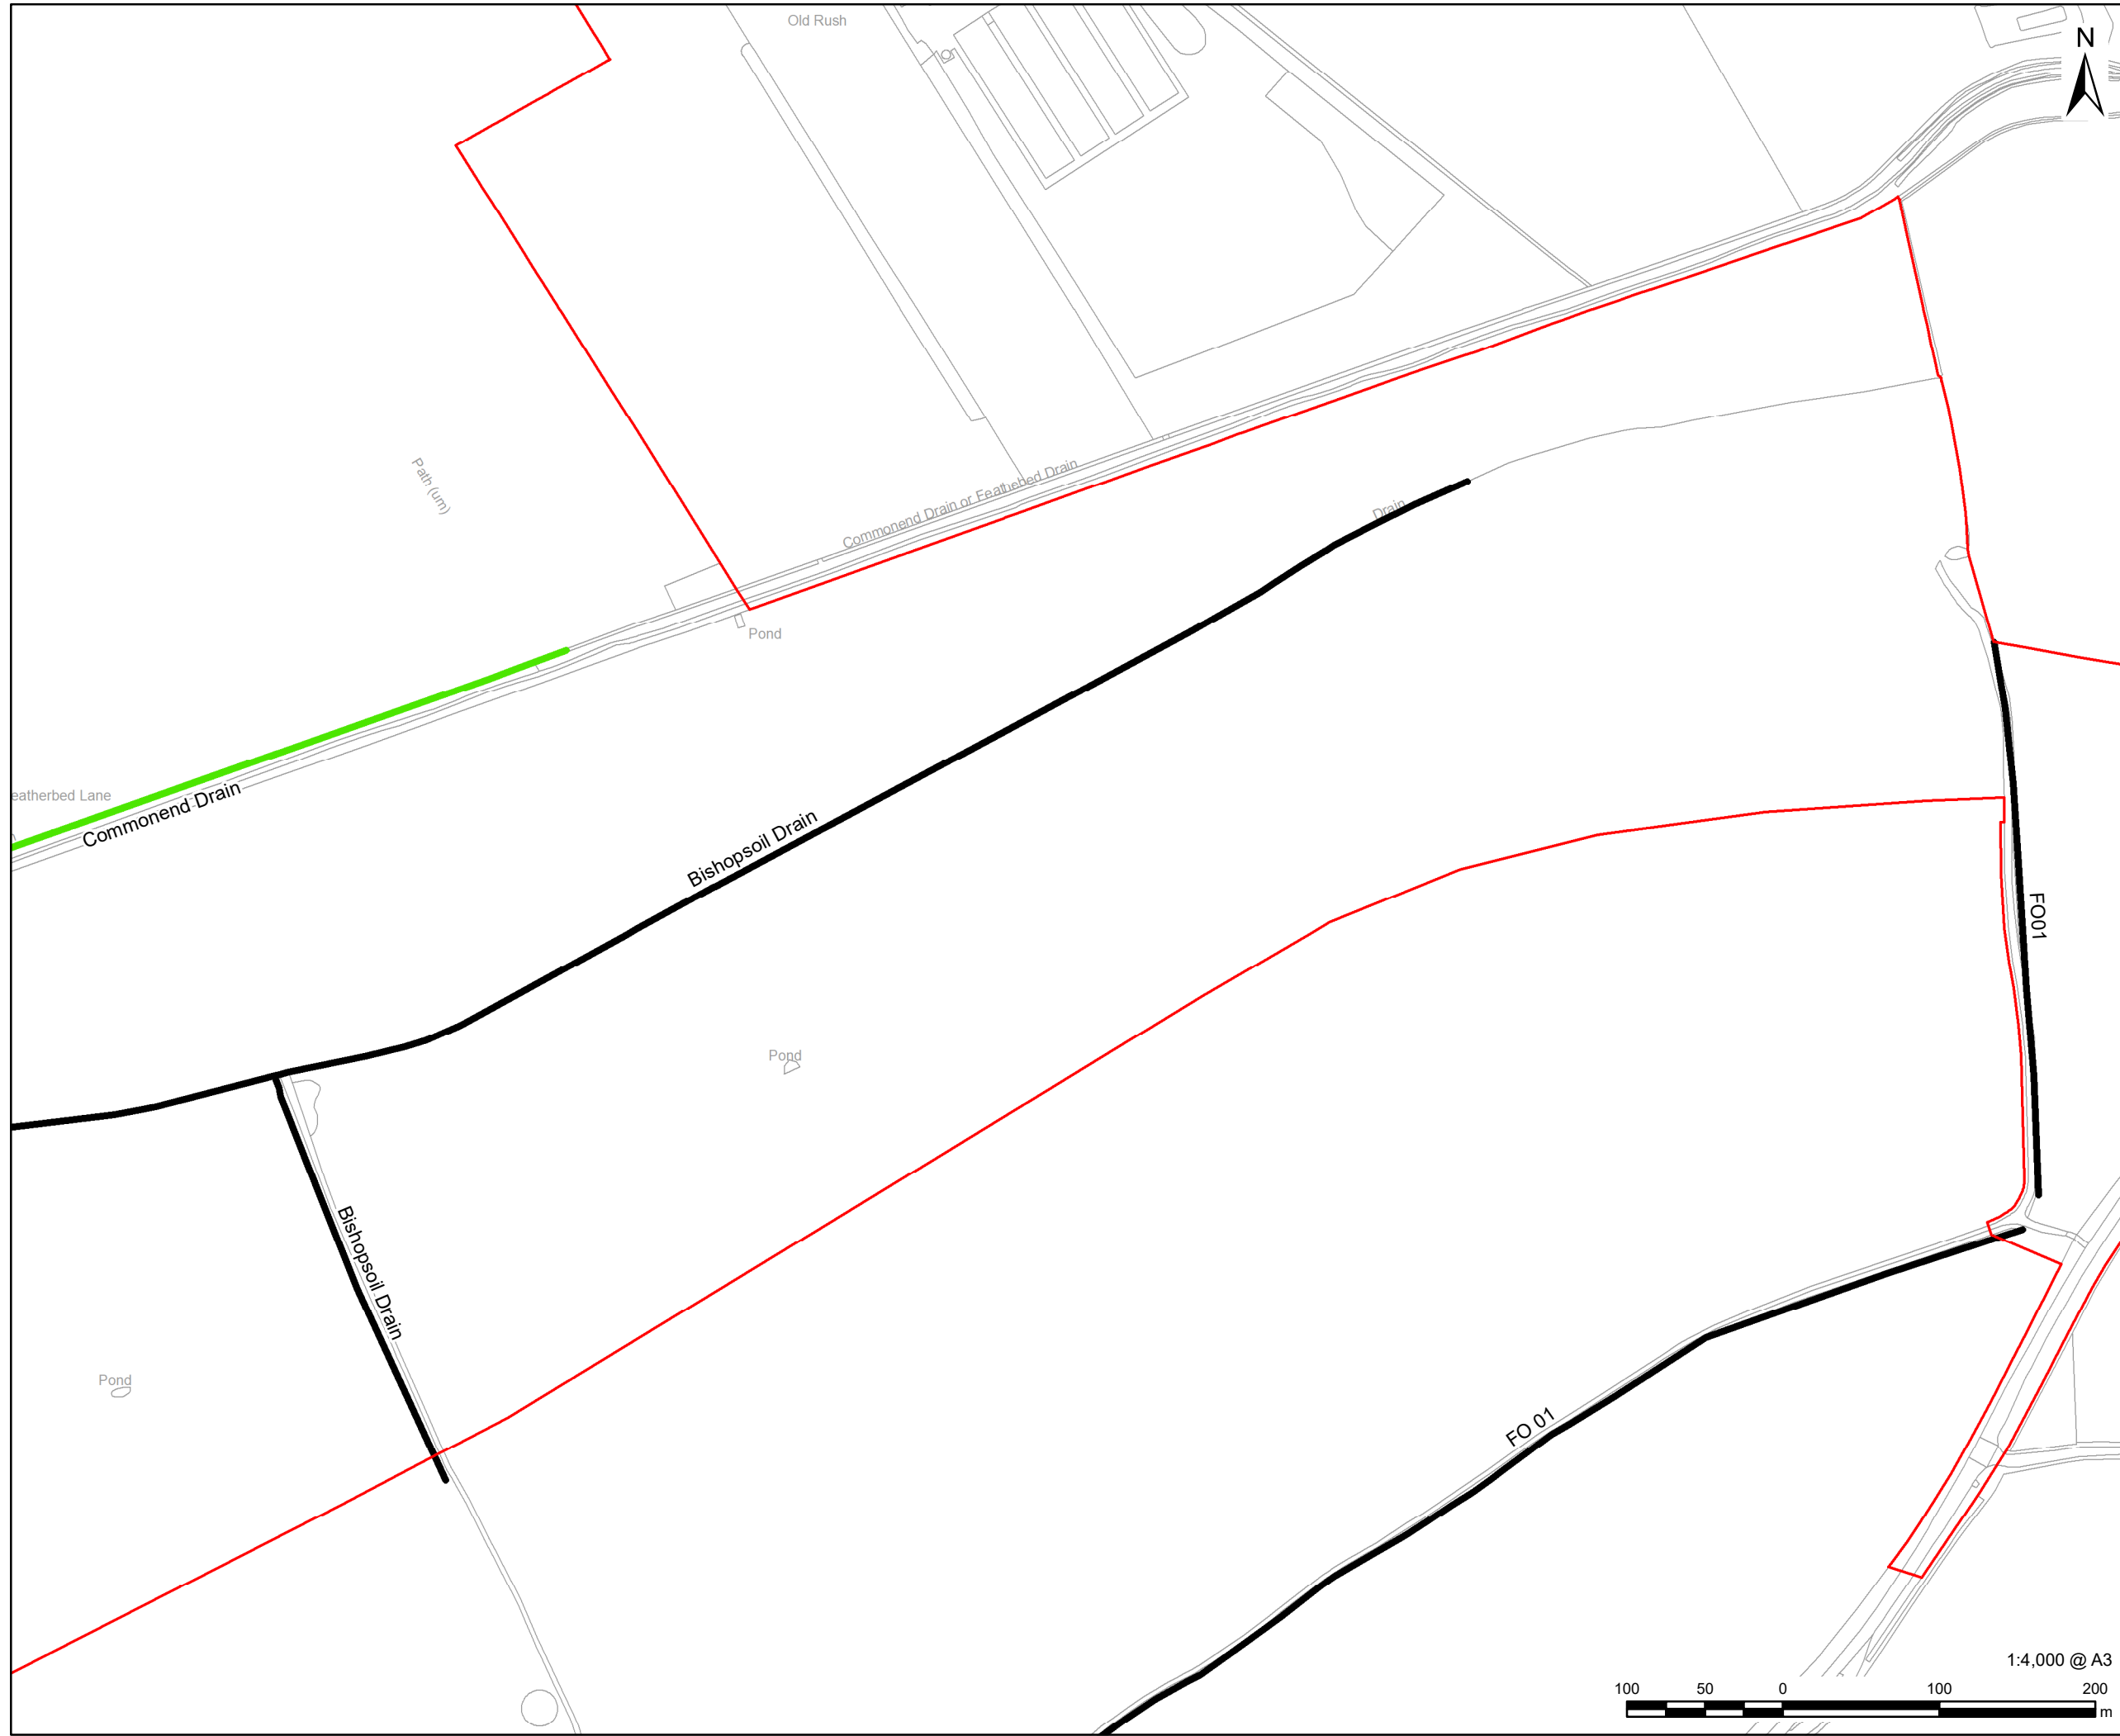 Old Rush
N
Path (um)
Commonend Drain or Featherbed Drain
Drain
Pond
eatherbed Lane
Commonend Drain
Bishopsoil Drain
FO01
Pond
Bishopsoil Drain
Pond
FO 01
1:4,000 @ A3
100 50 0 100 200
m